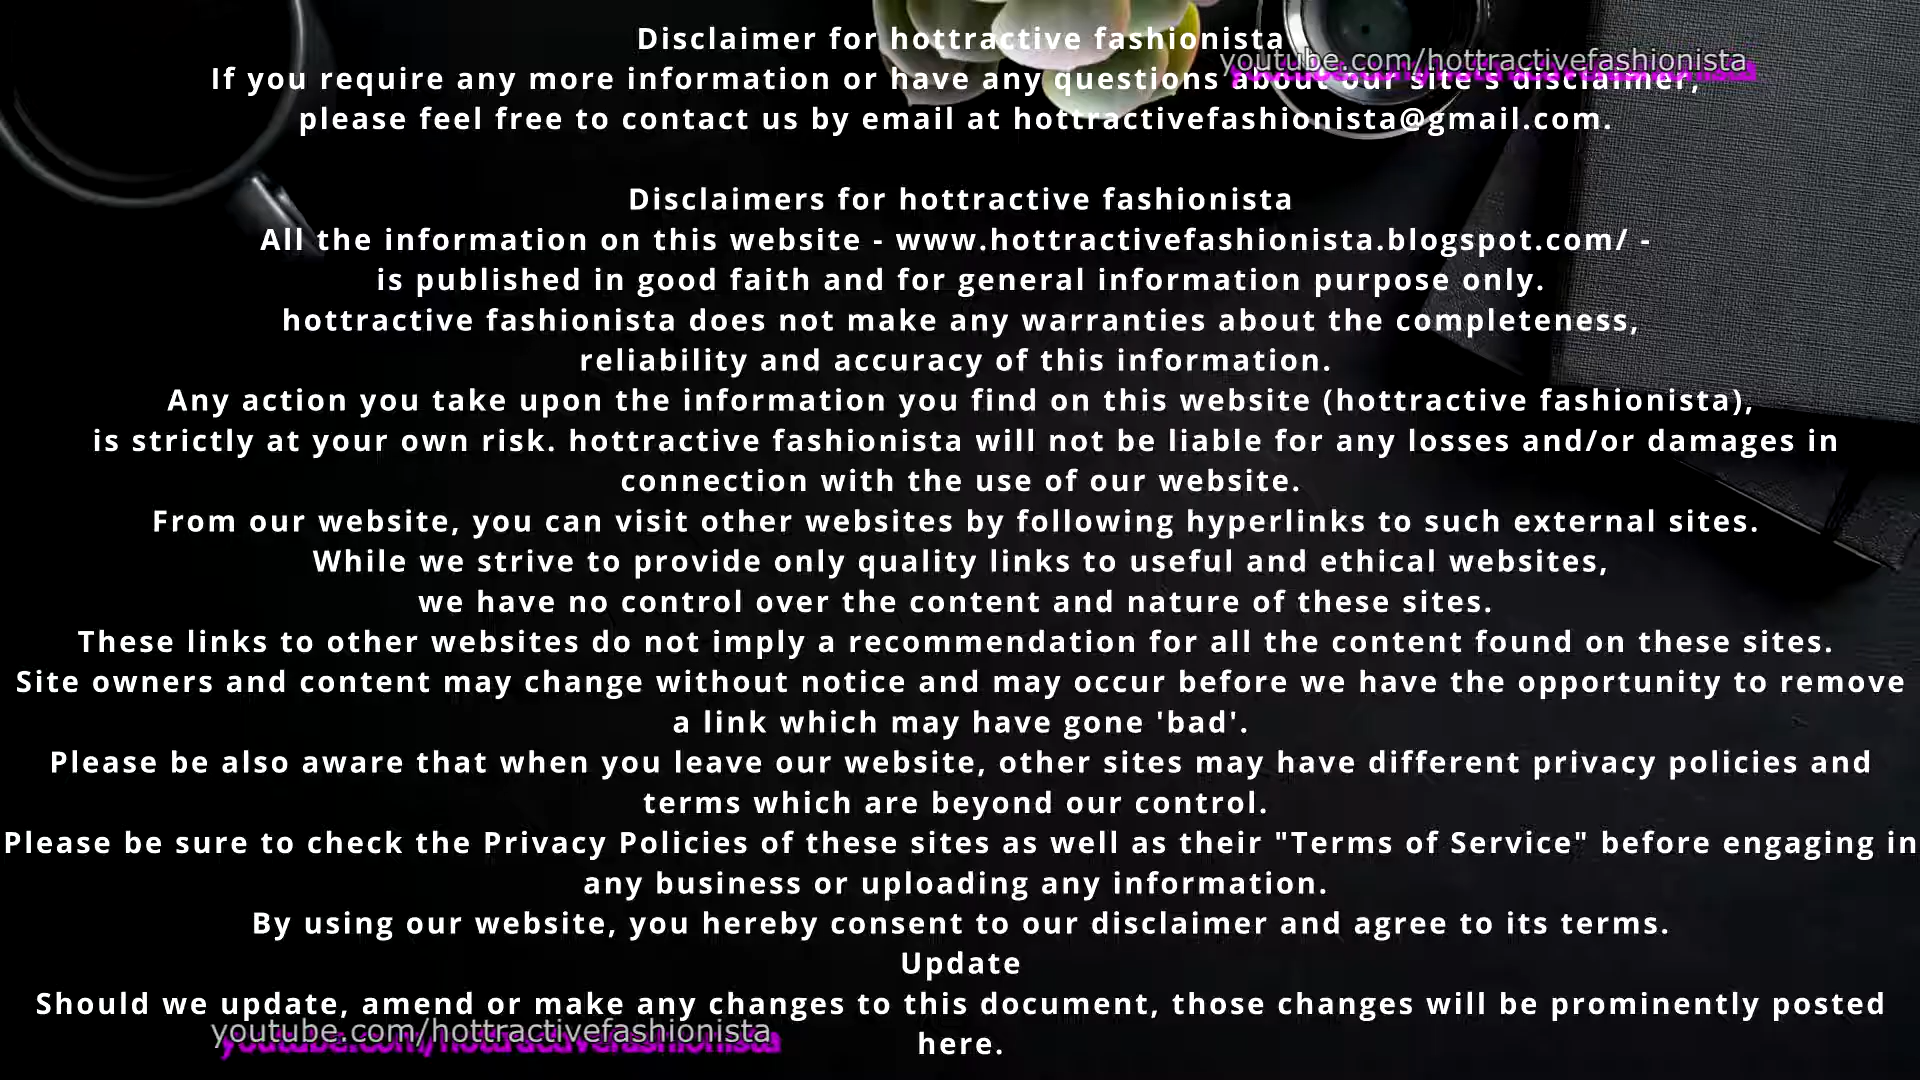 Disclaimer for hottractive fashionista
youtube.com/hottractivefashionista
If you require any more information or have any questions about our site's disclaimer,
please feel free to contact us by email at hottractivefashionista@gmail.com.
Disclaimers for hottractive fashionista
All the information on this website - www.hottractivefashionista.blogspot.com/ -
is published in good faith and for general information purpose only.
hottractive fashionista does not make any warranties about the completeness,
reliability and accuracy of this information.
Any action you take upon the information you find on this website (hottractive fashionista),
is strictly at your own risk. hottractive fashionista will not be liable for any losses and/or damages in
connection with the use of our website.
From our website, you can visit other websites by following hyperlinks to such external sites.
While we strive to provide only quality links to useful and ethical websites,
we have no control over the content and nature of these sites.
These links to other websites do not imply a recommendation for all the content found on these sites.
Site owners and content may change without notice and may occur before we have the opportunity to remove
a link which may have gone 'bad'.
Please be also aware that when you leave our website, other sites may have different privacy policies and
terms which are beyond our control.
Please be sure to check the Privacy Policies of these sites as well as their "Terms of Service" before engaging in
any business or uploading any information.
By using our website, you hereby consent to our disclaimer and agree to its terms.
Update
Should we update, amend or make any changes to this document, those changes will be prominently posted
youtube.com/hottractivefashionista
here.